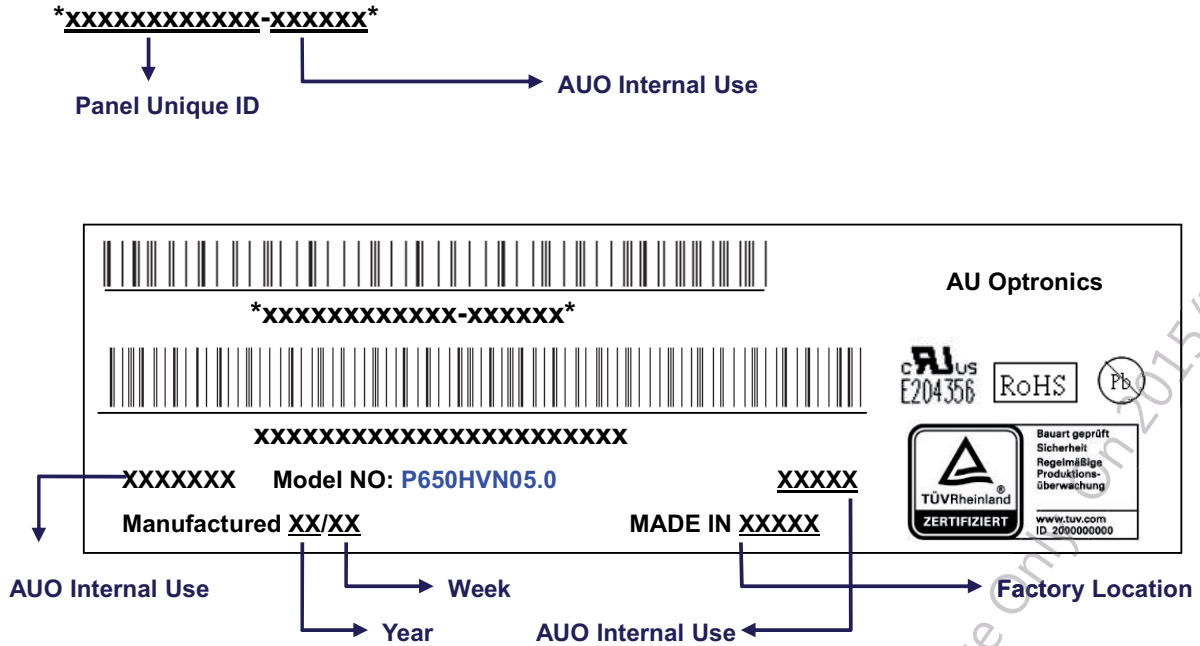 *xxxxxxxxxxxx-xxxxxx*
AUO Internal Use
Panel Unique ID
AU Optronics
*xxxxxxxxxxxx-xxxxxx*
c RU us
E204356
RoHS
Pb
xxxxxxxxxxxxxxxxxxxxxxx
Bauart geprüft
Sicherheit
Regelmäßige
Produktions-
überwachung
TÜVRheinland®
ZERTIFIZIERT
www.tuv.com
ID 2000000000
XXXXXXX Model NO: P650HVN05.0 XXXXX
Manufactured XX/XX MADE IN XXXXX
AUO Internal Use
Week
Factory Location
Year
AUO Internal Use